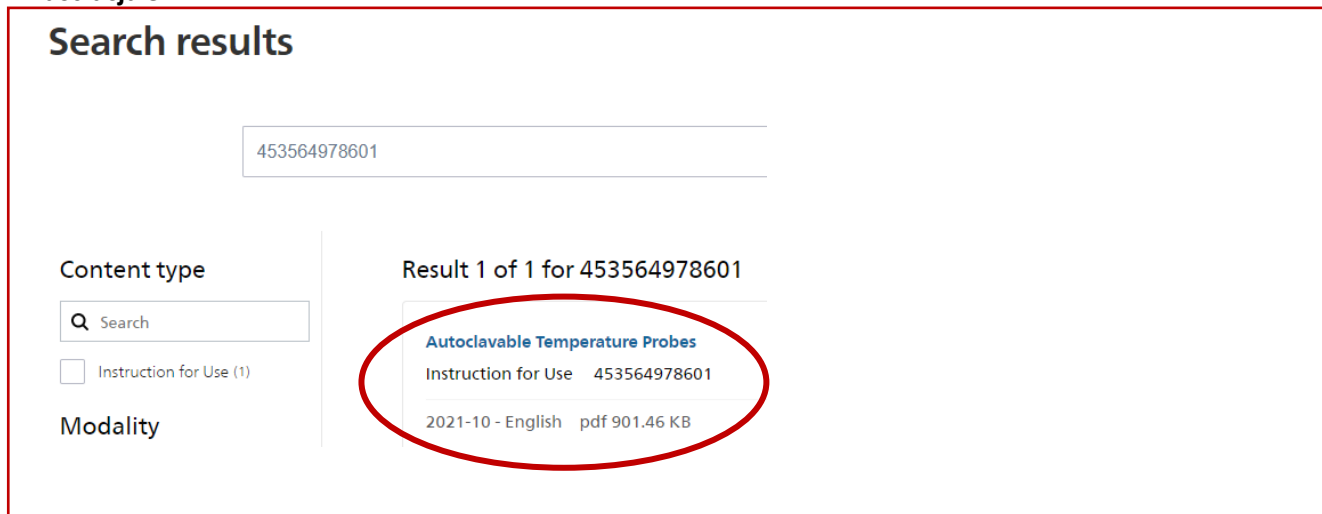 Search results
453564978601
Content type
Result 1 of 1 for 453564978601
Search
Autoclavable Temperature Probes
Instruction for Use (1)
Instruction for Use 453564978601
Modality
2021-10 - English pdf 901.46 KB